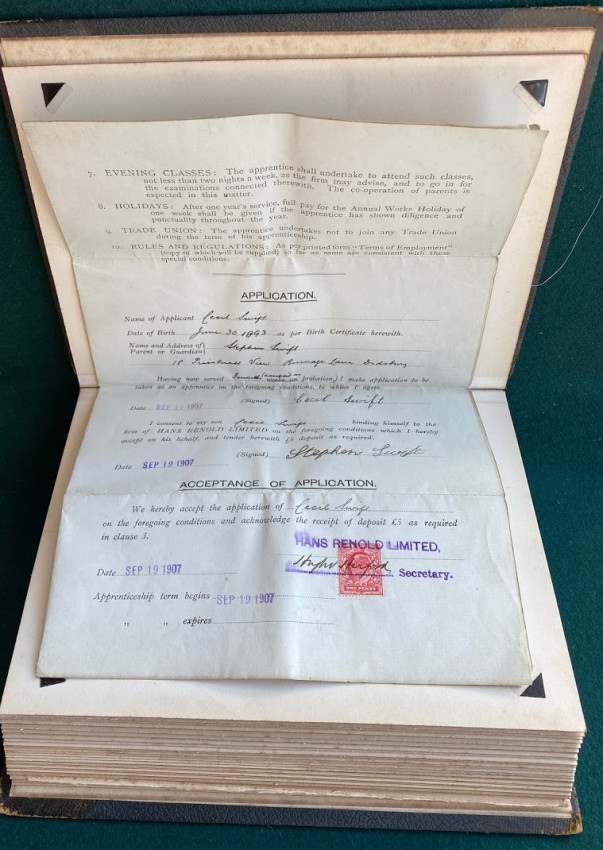 7. EVENING CLASSES: The apprentice shall undertake to attend such classes,
not less than two nights a week, as the firm may advise, and to go in for
the examinations connected therewith. The co-operation of parents is
expected in this matter.
8. HOLIDAYS: After one year's service, full pay for the Annual Works Holiday of
one week shall be given if the apprentice has shown diligence and
punctuality throughout the year.
9. TRADE UNION: The apprentice undertakes not to join any Trade Union
during the term of his apprenticeship.
10. RULES AND REGULATIONS: As per printed form "Terms of Employment"
(copy of which will be supplied) so far as same are consistent with these
special conditions.
APPLICATION.
Name of Applicant Cecil Swift
Date of Birth June 30 1893 as per Birth Certificate herewith.
Name and Address of
Parent or Guardian Stephen Swift
18 View Burnage Lane Didsbury
Having now served on probation, I make application to be
taken as an apprentice on the foregoing conditions, to which I agree.
Date SEP 19 1907 (Signed) Cecil Swift
I consent to my son Cecil Swift binding himself to the
firm of HANS RENOLD LIMITED on the foregoing conditions which I hereby
accept on his behalf, and tender herewith £5 deposit as required.
Date SEP 19 1907 (Signed) Stephen Swift
ACCEPTANCE OF APPLICATION.
We hereby accept the application of Cecil Swift
on the foregoing conditions and acknowledge the receipt of deposit £5 as required
in clause 3.
HANS RENOLD LIMITED,
Date SEP 19 1907 Secretary.
ONE PENNY
Apprenticeship term begins SEP 19 1907
„ „ expires